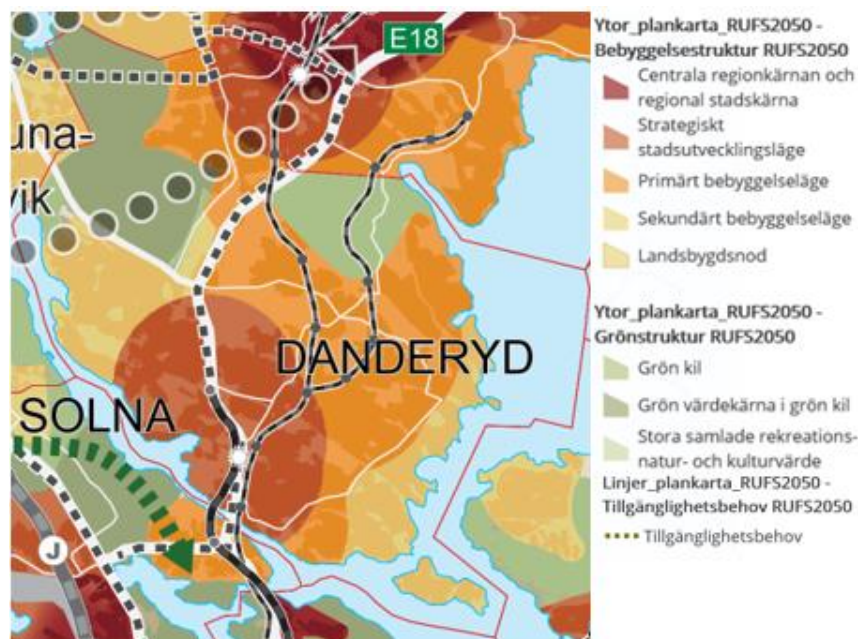 E18
una-
vik
DANDERYD
SOLNA
J
Ytor_plankarta_RUFS2050 -
Bebyggelsestruktur RUFS2050
Centrala regionkärnan och
regional stadskärna
Strategiskt
stadsutvecklingsläge
Primärt bebyggelseläge
Sekundärt bebyggelseläge
Landsbygdsnod
Ytor_plankarta_RUFS2050 -
Grönstruktur RUFS2050
Grön kil
Grön värdekärna i grön kil
Stora samlade rekreations-
natur- och kulturvärde
Linjer_plankarta_RUFS2050 -
Tillgänglighetsbehov RUFS2050
Tillgänglighetsbehov